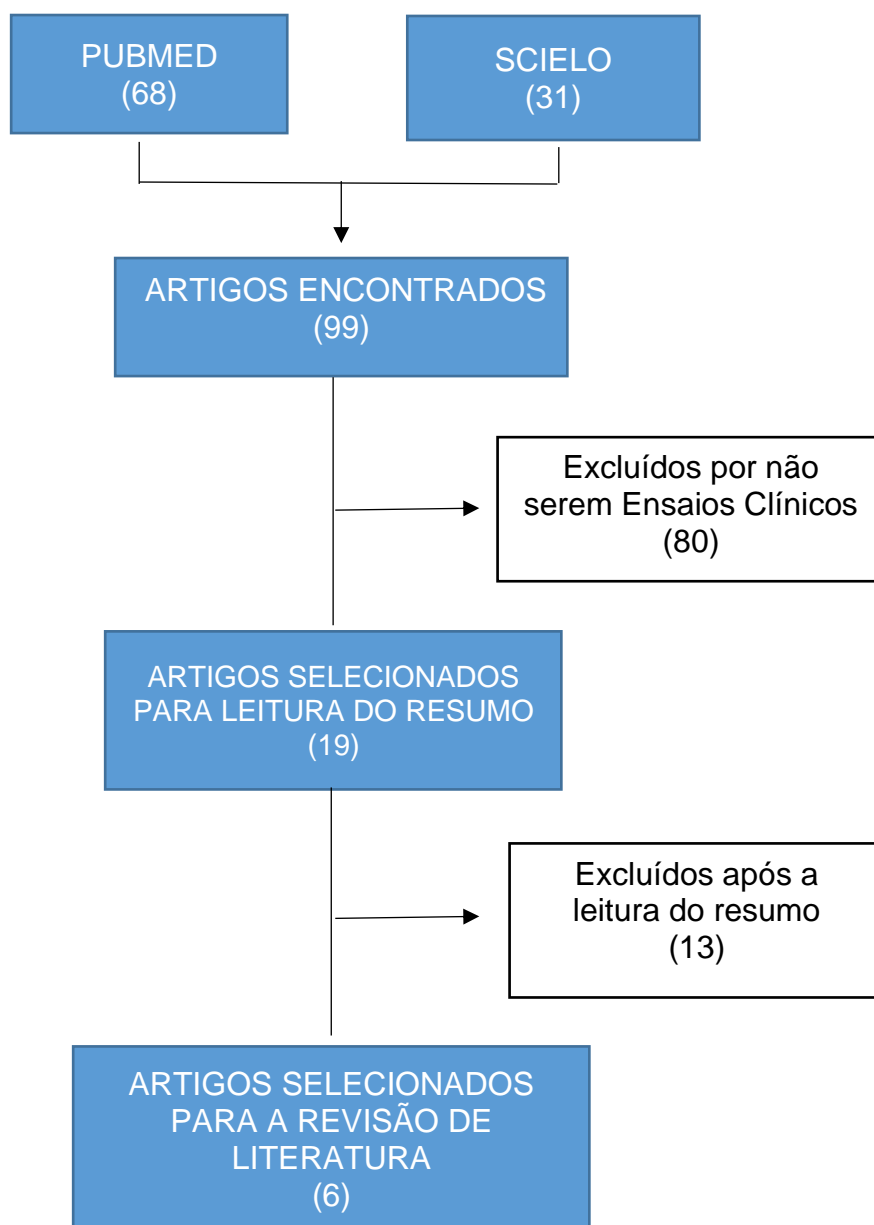 PUBMED
(68)
SCIELO
(31)
ARTIGOS ENCONTRADOS
(99)
Excluídos por não
serem Ensaios Clínicos
(80)
ARTIGOS SELECIONADOS
PARA LEITURA DO RESUMO
(19)
Excluídos após a
leitura do resumo
(13)
ARTIGOS SELECIONADOS
PARA A REVISÃO DE
LITERATURA
(6)